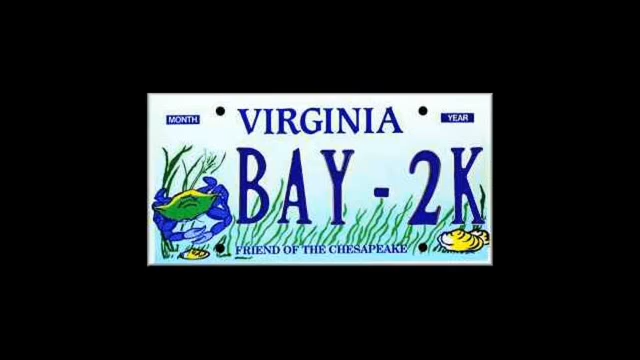 MONTH
VIRGINIA
YEAR
BAY - 2K
FRIEND OF THE CHESAPEAKE